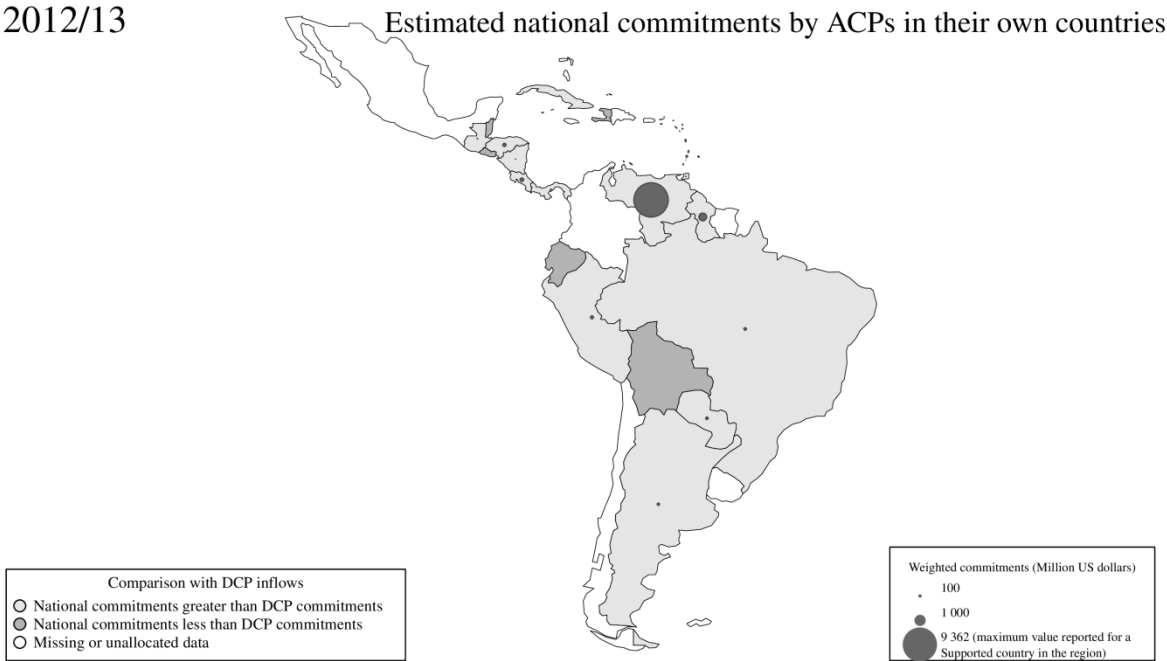 2012/13
Estimated national commitments by ACPs in their own countries
Comparison with DCP inflows
National commitments greater than DCP commitments
National commitments less than DCP commitments
Missing or unallocated data
Weighted commitments (Million US dollars)
100
1 000
9 362 (maximum value reported for a
Supported country in the region)